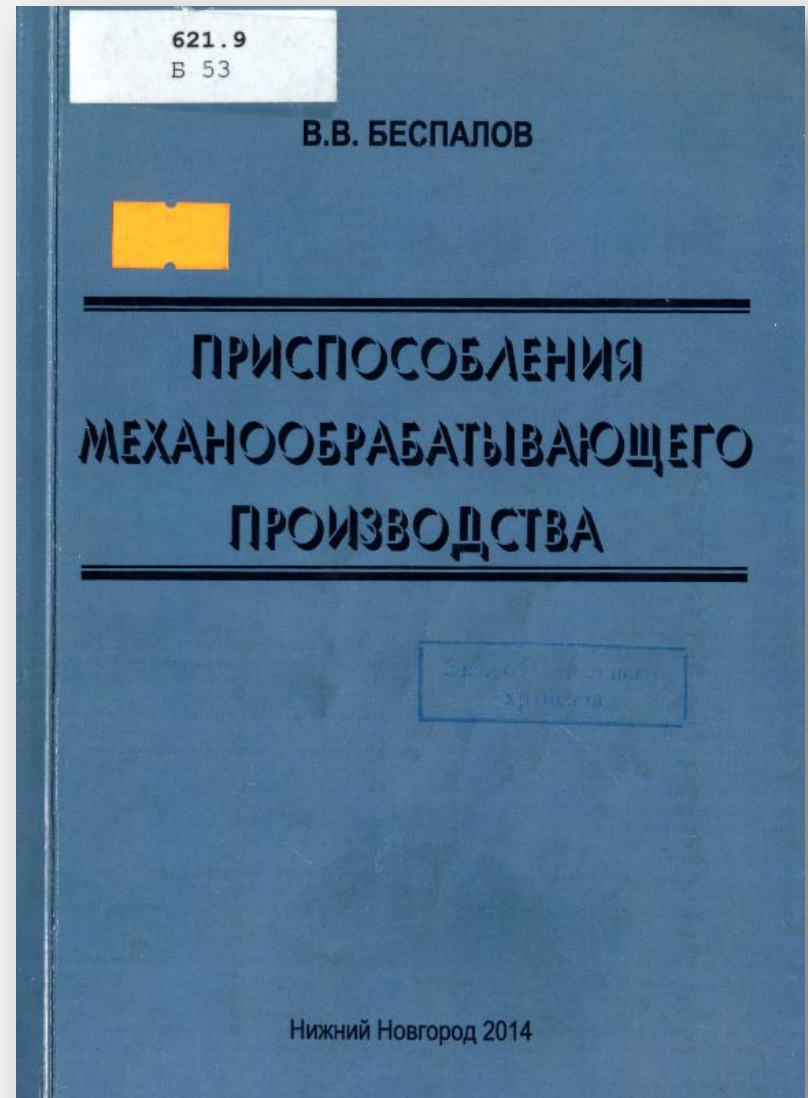 621.9
Б 53
В.В. БЕСПАЛОВ
ПРИСПОСОБЛЕНИЯ
МЕХАНООБРАБАТЫВАЮЩЕГО
ПРОИЗВОДСТВА
Нижний Новгород 2014